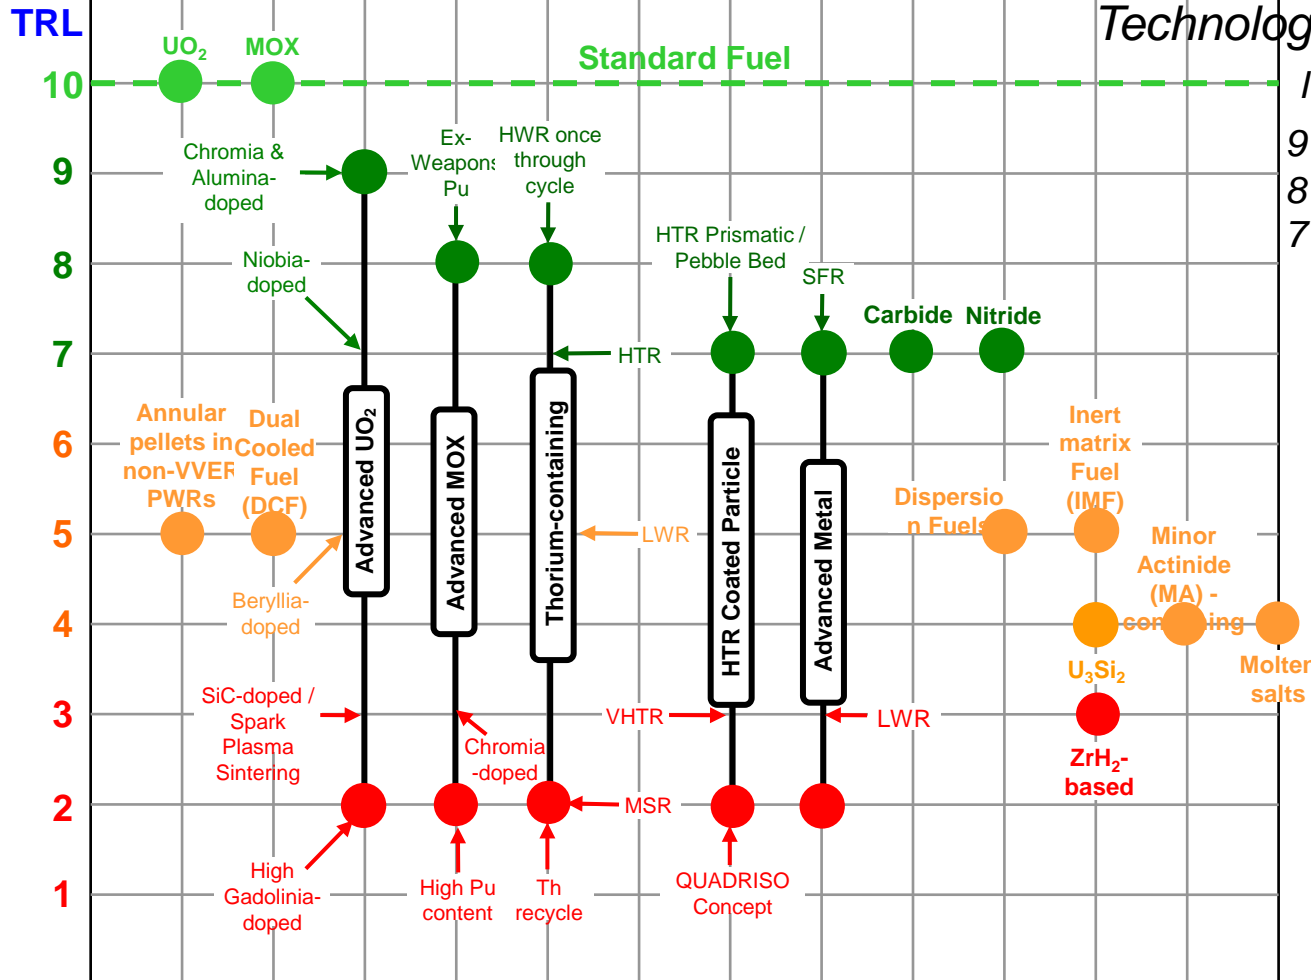 TRL
Technolog
UO₂
MOX
Standard Fuel
10
I
9
8
7
Chromia &
Alumina-
doped
Ex-
Weapons
Pu
HWR once
through
cycle
9
HTR Prismatic /
Pebble Bed
SFR
8
Niobia-
doped
Carbide
Nitride
7
HTR
Annular
pellets in
non-VVER
PWRs
Dual
Cooled
Fuel
(DCF)
Advanced UO₂
Advanced MOX
Thorium-containing
HTR Coated Particle
Advanced Metal
Inert
matrix
Fuel
(IMF)
6
Dispersio
n Fuels
5
LWR
Minor
Actinide
(MA) -
Beryllia-
doped
4
U₃Si₂
Molten
salts
SiC-doped /
Spark
Plasma
Sintering
3
Chromia
-doped
VHTR
LWR
ZrH₂-
based
2
MSR
High
Gadolinia-
doped
High Pu
content
Th
recycle
QUADRISO
Concept
1